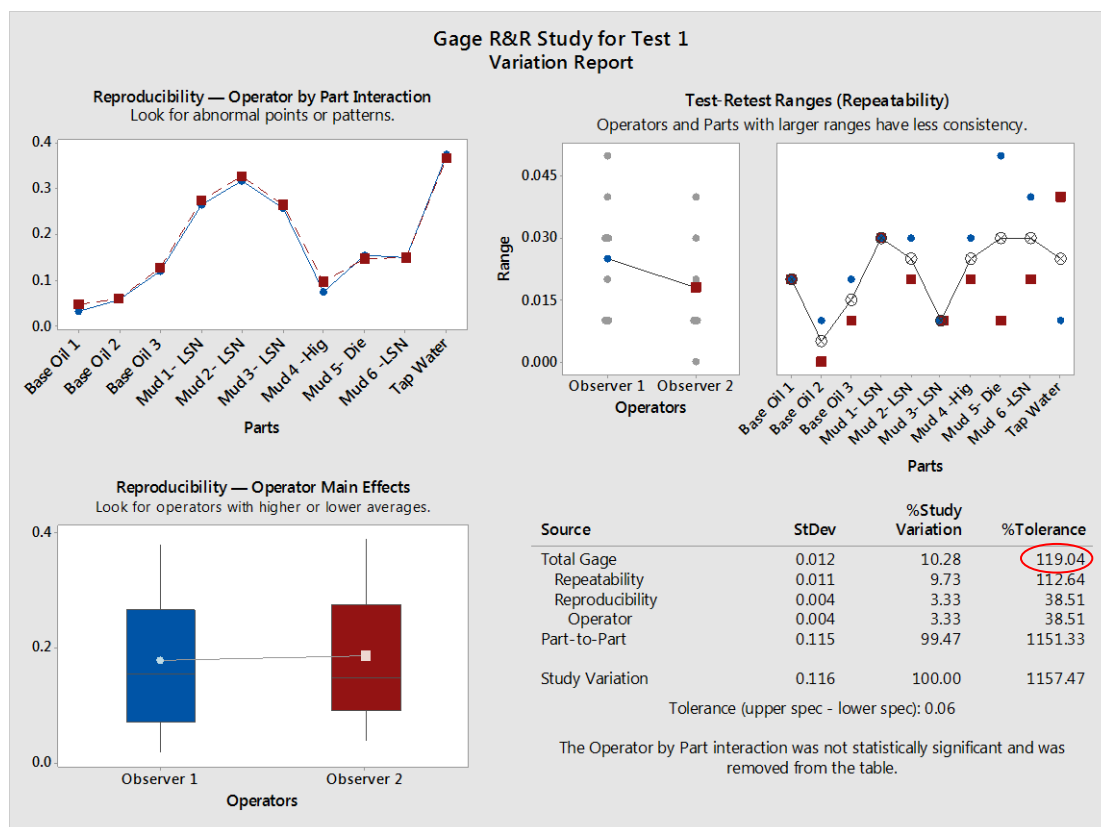 Gage R&R Study for Test 1
Variation Report
Reproducibility — Operator by Part Interaction
Look for abnormal points or patterns.
0.4
0.3
0.2
0.1
0.0
Base Oil 1
Base Oil 2
Base Oil 3
Mud 1- LSN
Mud 2- LSN
Mud 3- LSN
Mud 4 -Hig
Mud 5- Die
Mud 6 -LSN
Tap Water
Parts
Test-Retest Ranges (Repeatability)
Operators and Parts with larger ranges have less consistency.
Range
0.045
0.030
0.015
0.000
Observer 1 Observer 2
Operators
Base Oil 1
Base Oil 2
Base Oil 3
Mud 1- LSN
Mud 2- LSN
Mud 3- LSN
Mud 4 -Hig
Mud 5- Die
Mud 6 -LSN
Tap Water
Parts
Reproducibility — Operator Main Effects
Look for operators with higher or lower averages.
0.4
0.2
0.0
Observer 1 Observer 2
Operators
%Study
Source StDev Variation %Tolerance
Total Gage 0.012 10.28 119.04
Repeatability 0.011 9.73 112.64
Reproducibility 0.004 3.33 38.51
Operator 0.004 3.33 38.51
Part-to-Part 0.115 99.47 1151.33
Study Variation 0.116 100.00 1157.47
Tolerance (upper spec - lower spec): 0.06
The Operator by Part interaction was not statistically significant and was
removed from the table.